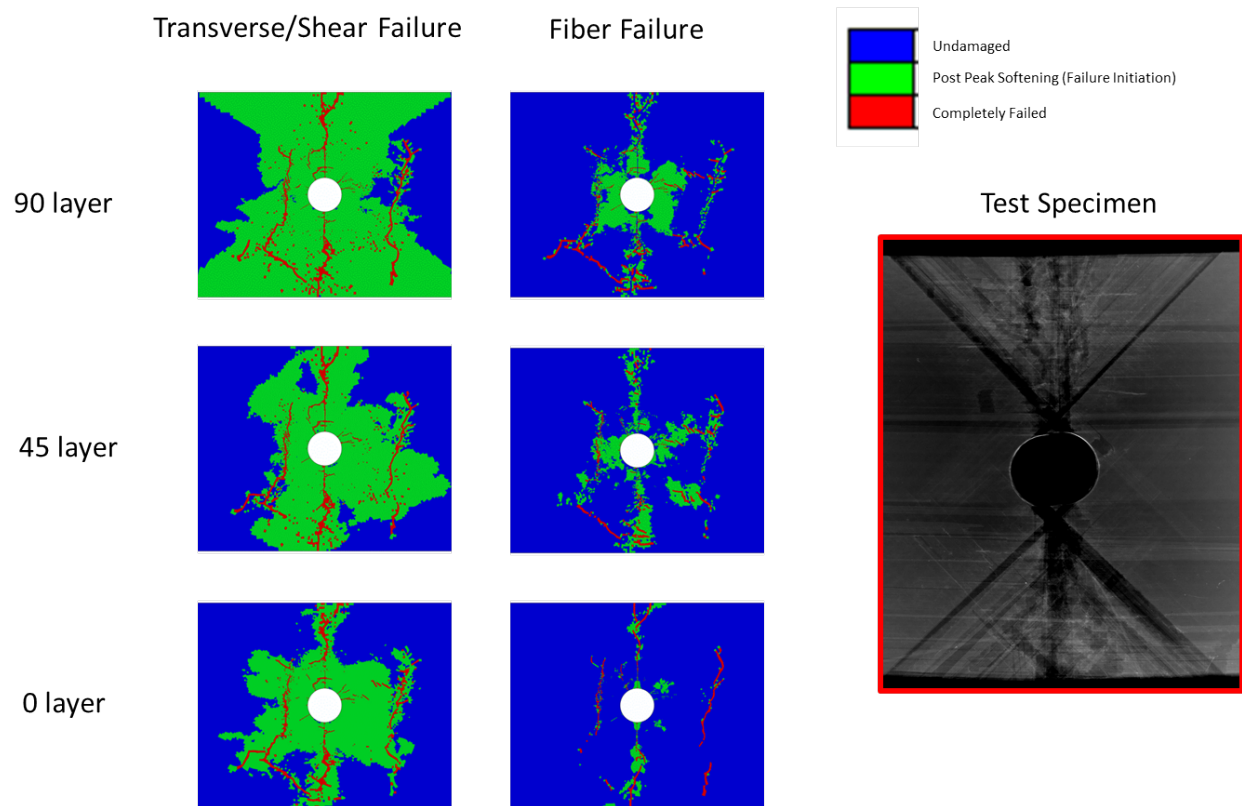 Transverse/Shear Failure
Fiber Failure
Undamaged
Post Peak Softening (Failure Initiation)
Completely Failed
90 layer
Test Specimen
45 layer
0 layer